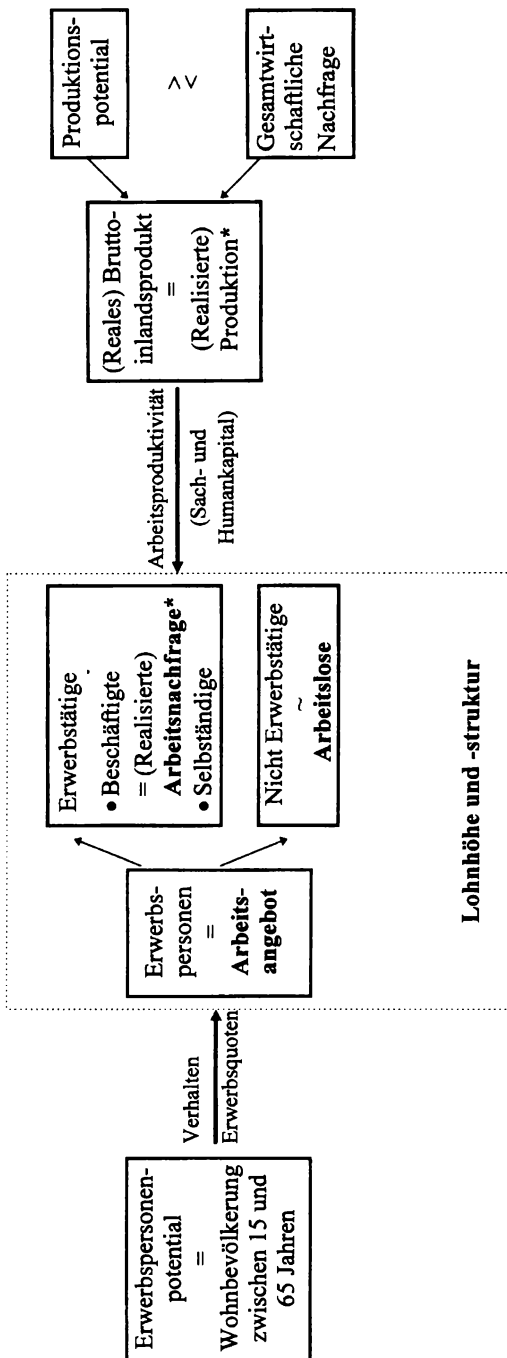 Erwerbspersonen-
potential
=
Wohnbevölkerung
zwischen 15 und
65 Jahren
Verhalten
Erwerbsquoten
Erwerbs-
personen
=
Arbeits-
angebot
Erwerbstätige
• Beschäftigte
= (Realisierte)
Arbeitsnachfrage*
• Selbständige
Nicht Erwerbstätige
~
Arbeitslose
Lohnhöhe und -struktur
Arbeitsproduktivität
(Sach- und
Humankapital)
(Reales) Brutto-
inlandsprodukt
=
(Realisierte)
Produktion*
Produktions-
potential
≥
<
Gesamtwirt-
schaftliche
Nachfrage